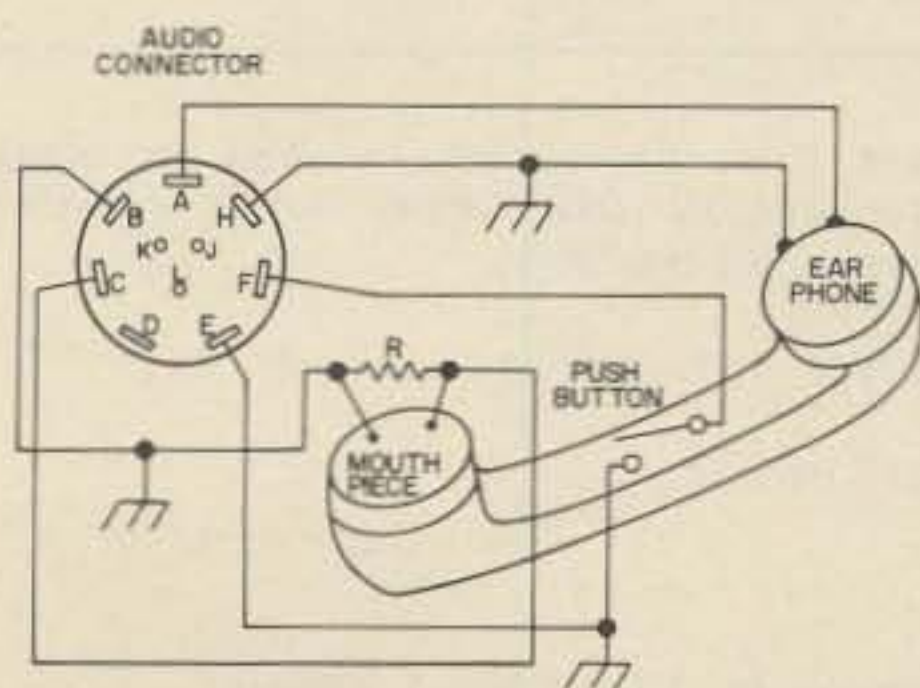 AUDIO
CONNECTOR
A
B
H
K
J
C
L
F
D
E
R
EAR
PHONE
PUSH
BUTTON
MOUTH
PIECE